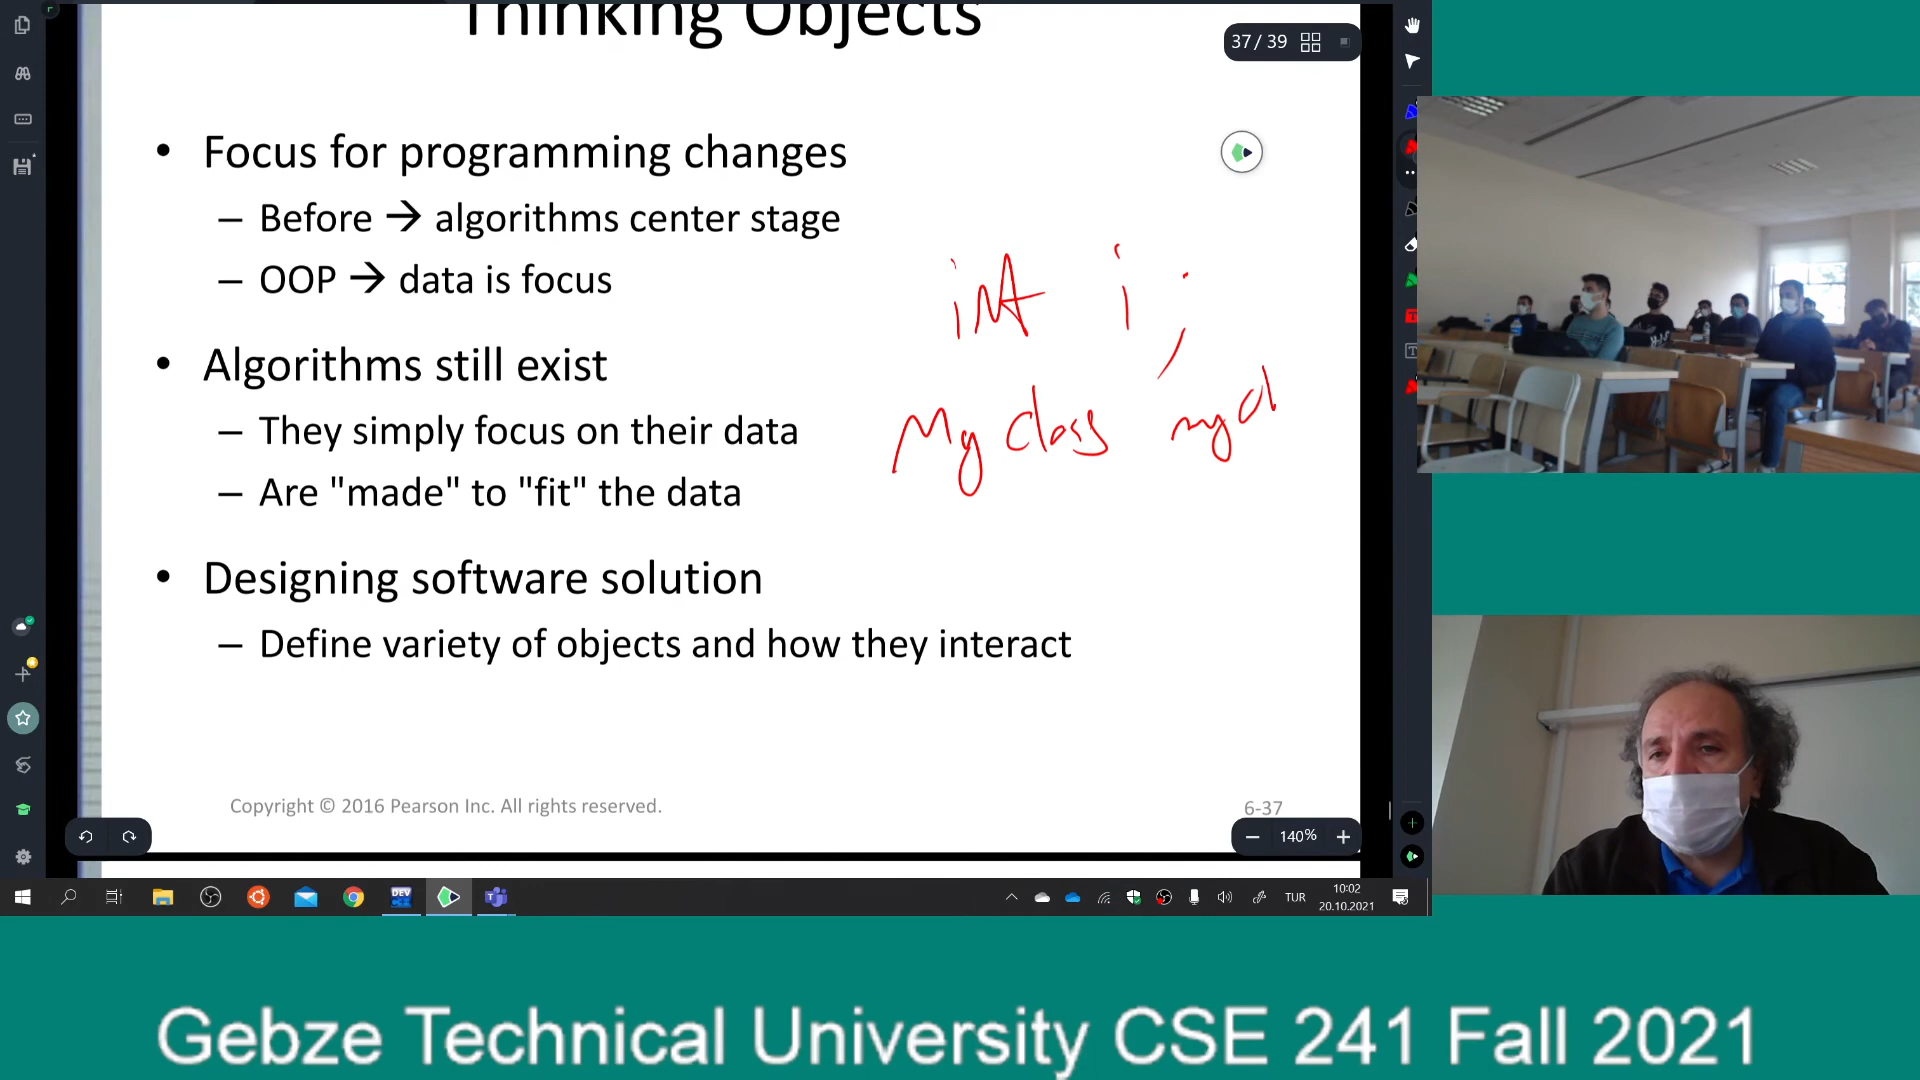 Thinking Objects
37 / 39
• Focus for programming changes
– Before → algorithms center stage
– OOP → data is focus
• Algorithms still exist
– They simply focus on their data
– Are "made" to "fit" the data
• Designing software solution
– Define variety of objects and how they interact
int i ;
My class myd
Copyright © 2016 Pearson Inc. All rights reserved.
6-37
140%
DEV
TUR
10:02
20.10.2021
Gebze Technical University CSE 241 Fall 2021